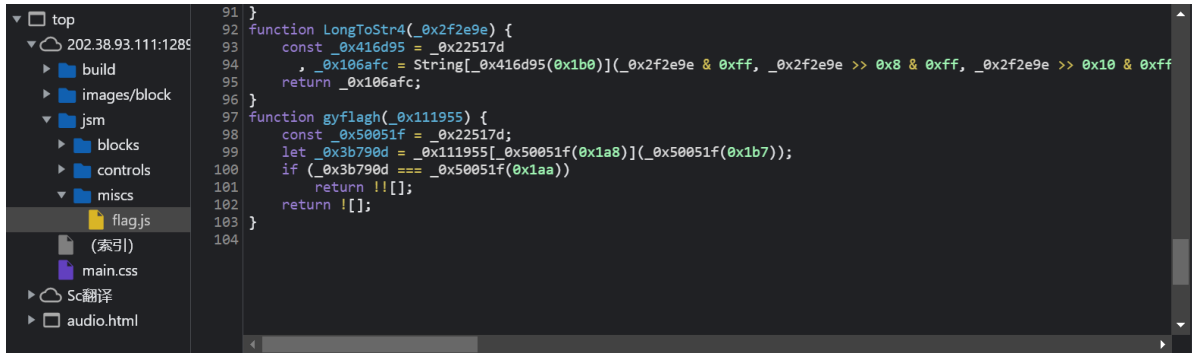 top
202.38.93.111:1289
build
images/block
jsm
blocks
controls
miscs
flag.js
(索引)
main.css
Sc翻译
audio.html
91 }
92 function LongToStr4(_0x2f2e9e) {
93     const _0x416d95 = _0x22517d
94       , _0x106afc = String[_0x416d95(0x1b0)](_0x2f2e9e & 0xff, _0x2f2e9e >> 0x8 & 0xff, _0x2f2e9e >> 0x10 & 0xff
95     return _0x106afc;
96 }
97 function gyflagh(_0x111955) {
98     const _0x50051f = _0x22517d;
99     let _0x3b790d = _0x111955[_0x50051f(0x1a8)](_0x50051f(0x1b7));
100     if (_0x3b790d === _0x50051f(0x1aa))
101         return !![];
102     return ![];
103 }
104